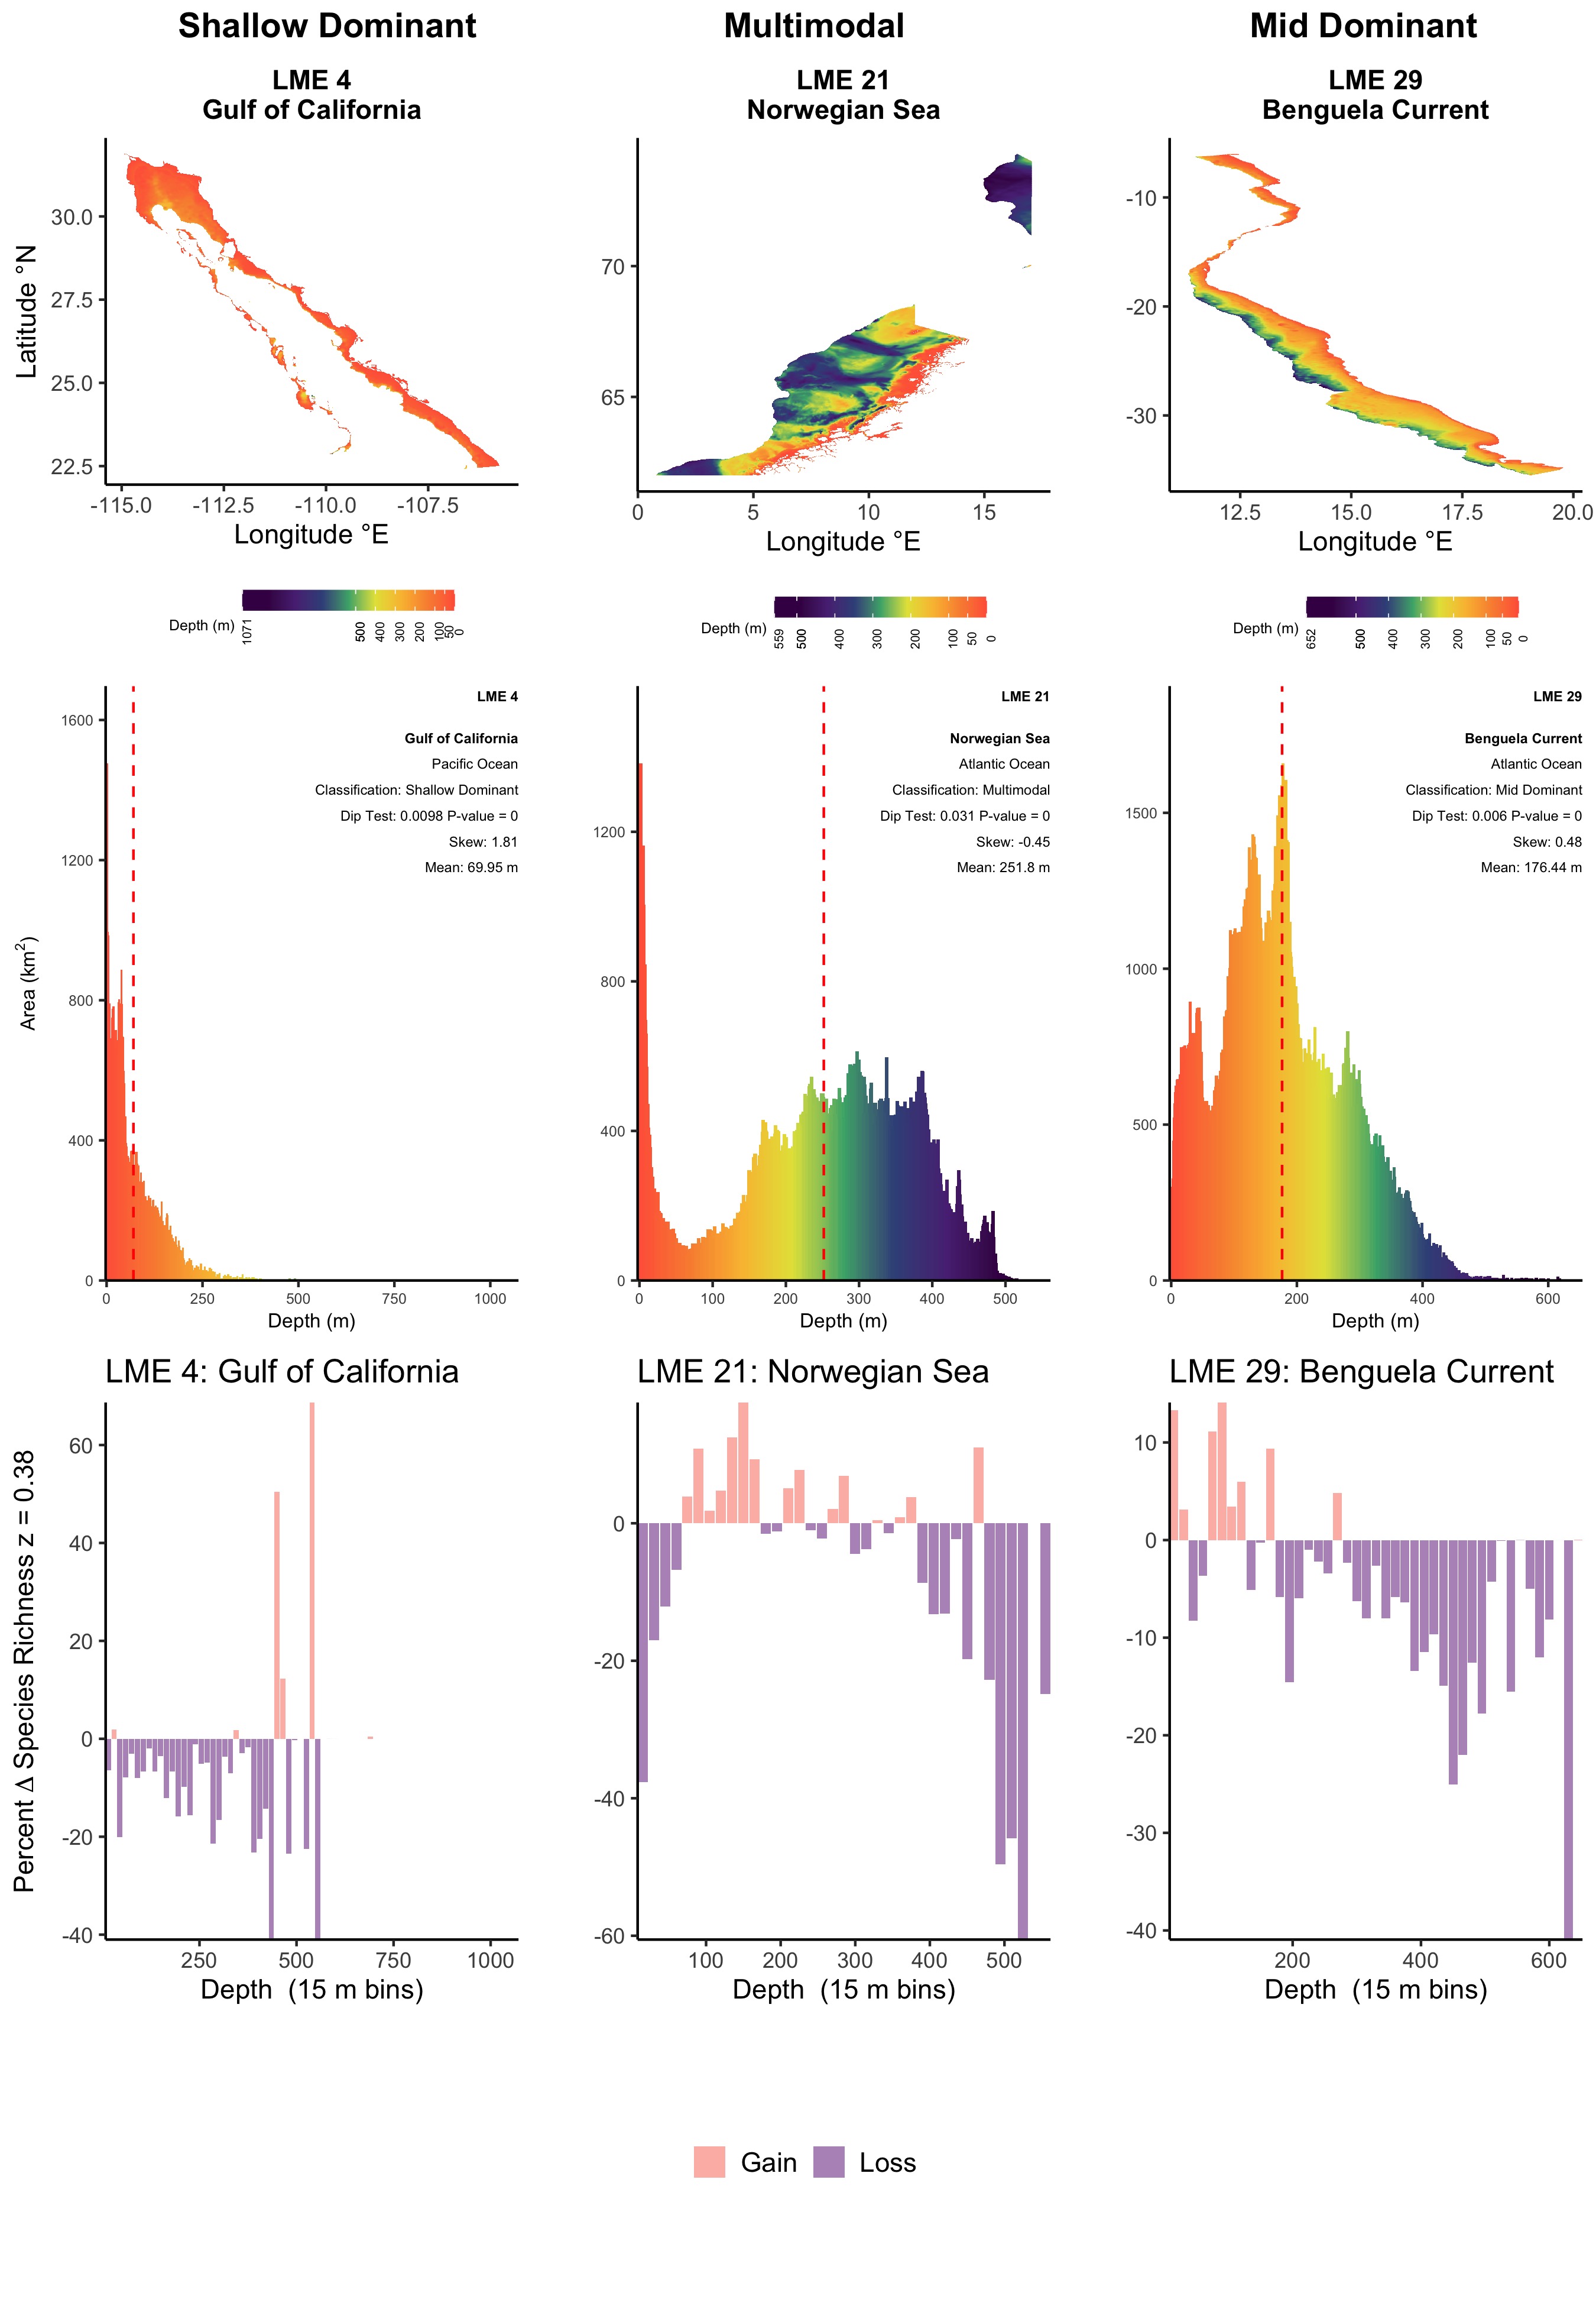 Shallow Dominant
Multimodal
Mid Dominant
LME 4
Gulf of California
LME 21
Norwegian Sea
LME 29
Benguela Current
Latitude °N
30.0
27.5
25.0
22.5
-115.0 -112.5 -110.0 -107.5
Longitude °E
70
65
0 5 10 15
Longitude °E
-10
-20
-30
12.5 15.0 17.5 20.0
Longitude °E
Depth (m) 1071 500 400 300 200 100 50 0
Depth (m) 559 500 400 300 200 100 50 0
Depth (m) 652 500 400 300 200 100 50 0
Area (km²)
1600
1200
800
400
0
LME 4
Gulf of California
Pacific Ocean
Classification: Shallow Dominant
Dip Test: 0.0098 P-value = 0
Skew: 1.81
Mean: 69.95 m
0 250 500 750 1000
Depth (m)
1200
800
400
0
LME 21
Norwegian Sea
Atlantic Ocean
Classification: Multimodal
Dip Test: 0.031 P-value = 0
Skew: -0.45
Mean: 251.8 m
0 100 200 300 400 500
Depth (m)
1500
1000
500
0
LME 29
Benguela Current
Atlantic Ocean
Classification: Mid Dominant
Dip Test: 0.006 P-value = 0
Skew: 0.48
Mean: 176.44 m
0 200 400 600
Depth (m)
LME 4: Gulf of California
Percent Δ Species Richness z = 0.38
60
40
20
0
-20
-40
250 500 750 1000
Depth (15 m bins)
LME 21: Norwegian Sea
0
-20
-40
-60
100 200 300 400 500
Depth (15 m bins)
LME 29: Benguela Current
10
0
-10
-20
-30
-40
200 400 600
Depth (15 m bins)
Gain Loss